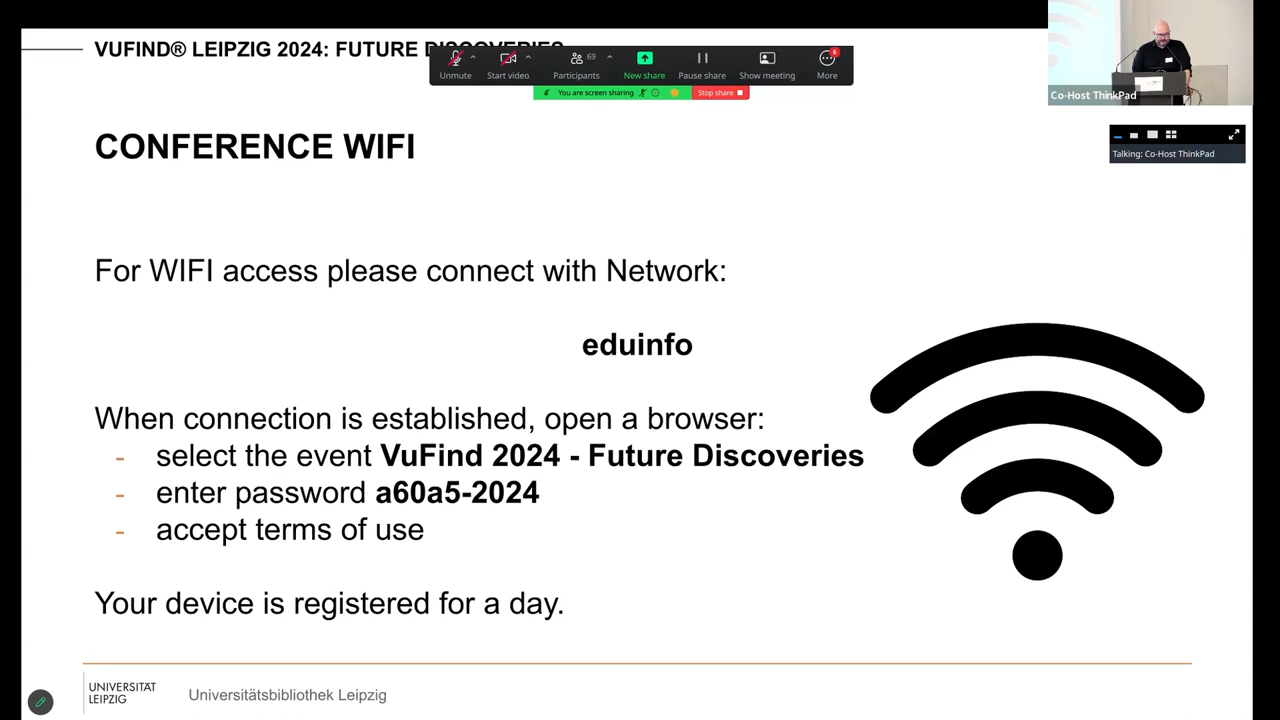 VUFIND® LEIPZIG 2024: FUTURE DISCOVERIES
Unmute
Start video
69
Participants
New share
Pause share
Show meeting
5
More
You are screen sharing
Stop share
Co-Host ThinkPad
Talking: Co-Host ThinkPad
CONFERENCE WIFI
For WIFI access please connect with Network:
eduinfo
When connection is established, open a browser:
- select the event VuFind 2024 - Future Discoveries
- enter password a60a5-2024
- accept terms of use
Your device is registered for a day.
UNIVERSITÄT
LEIPZIG
Universitätsbibliothek Leipzig